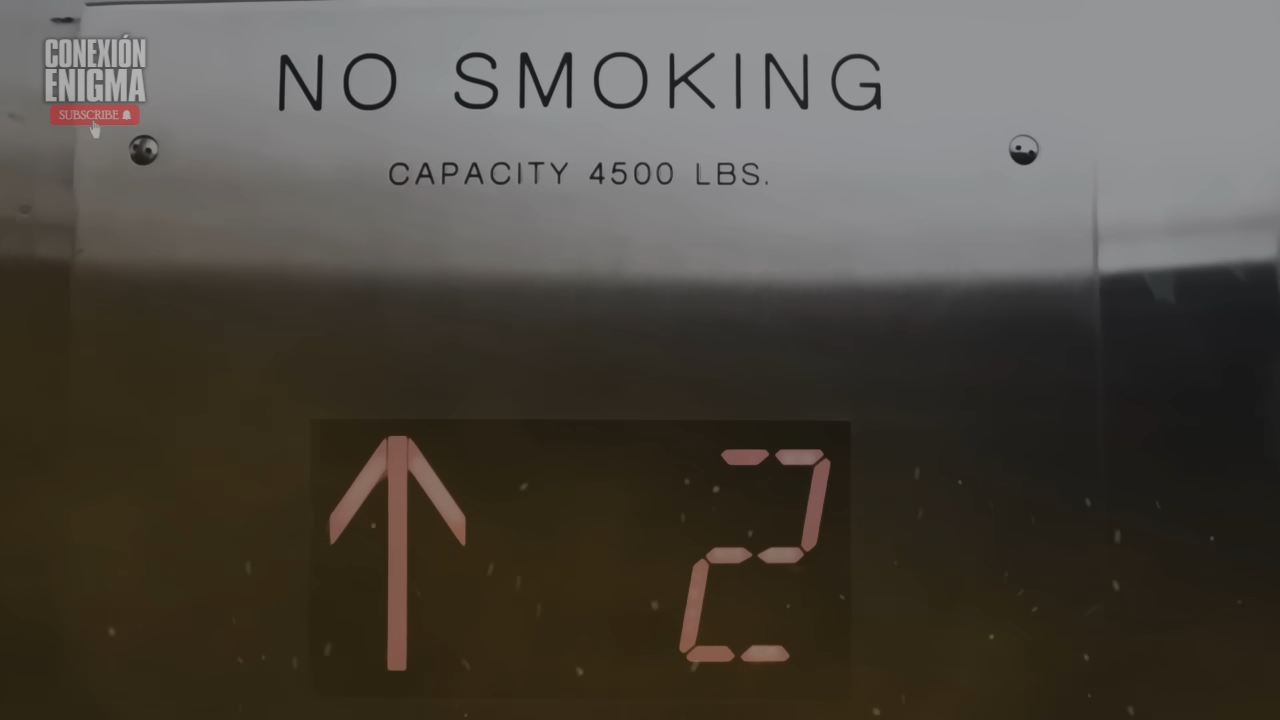 CONEXIÓN
ENIGMA
SUBSCRIBE
NO SMOKING
CAPACITY 4500 LBS.
2